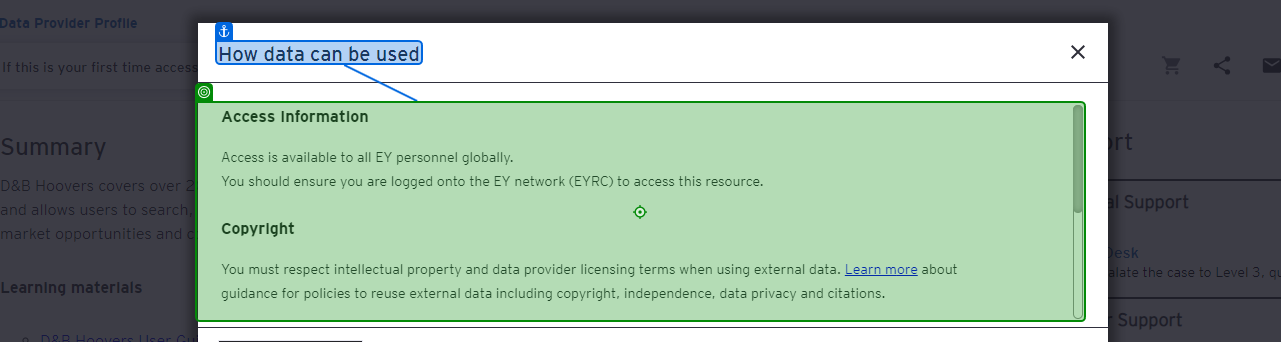 Data Provider Profile
How data can be used
If this is your first time access
Access Information
Summary
Access is available to all EY personnel globally.
You should ensure you are logged onto the EY network (EYRC) to access this resource.
D&B Hoovers covers over 2
and allows users to search,
market opportunities and c
Copyright
You must respect intellectual property and data provider licensing terms when using external data. Learn more about
guidance for policies to reuse external data including copyright, independence, data privacy and citations.
Learning materials
D&B Hoovers User Gu
ort
al Support
Desk
alate the case to Level 3, qu
r Support